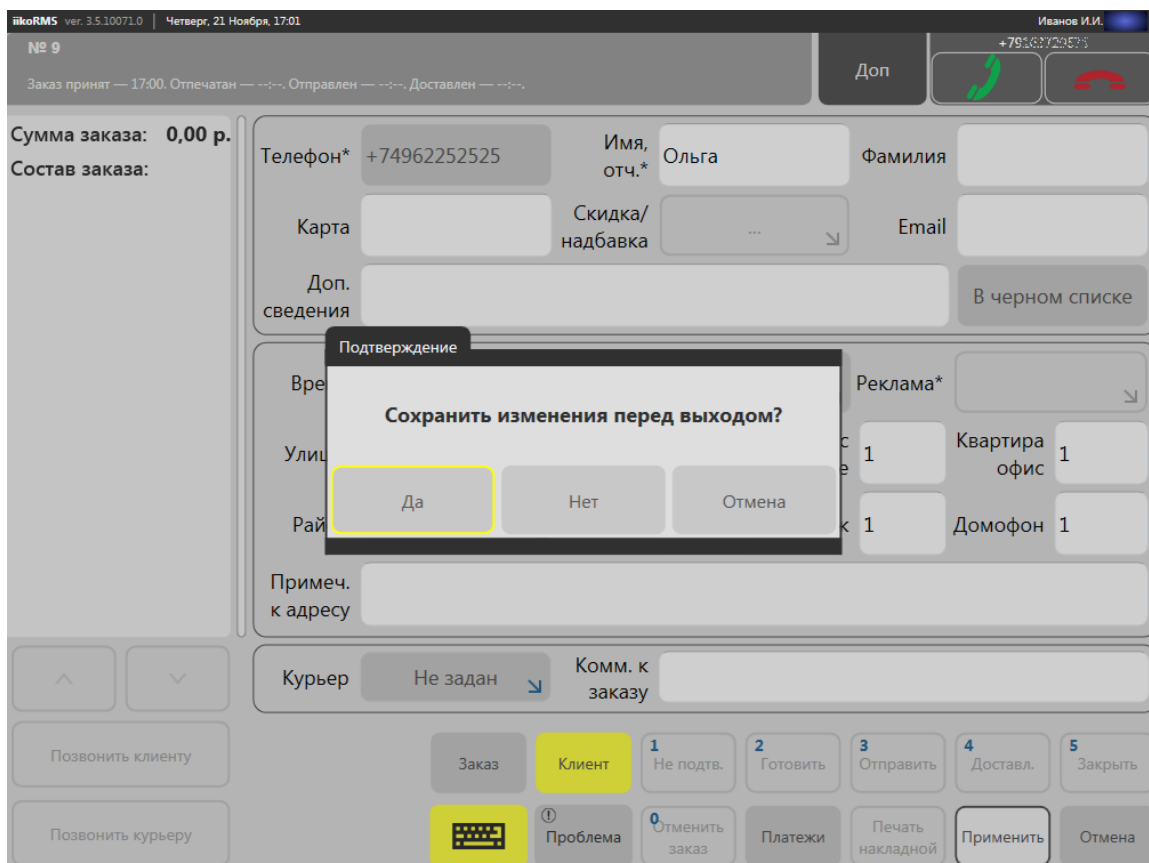 iikoRMS ver. 3.5.10071.0 Четверг, 21 Ноября, 17:01 Иванов И.И.
№ 9
Заказ принят — 17:00. Отпечатан — --:--. Отправлен — --:--. Доставлен — --:--.
Доп
Сумма заказа: 0,00 р.
Состав заказа:
Телефон* +74962252525 Имя, отч.* Ольга Фамилия
Карта Скидка/ надбавка ... Email
Доп. сведения В черном списке
Подтверждение
Сохранить изменения перед выходом?
Да Нет Отмена
Вре Реклама*
Ули с е 1 Квартира офис 1
Рай к 1 Домофон 1
Примеч. к адресу
Курьер Не задан Комм. к заказу
Позвонить клиенту
Позвонить курьеру
Заказ Клиент 1 Не подтв. 2 Готовить 3 Отправить 4 Доставл. 5 Закрыть
Проблема 0 Отменить заказ Платежи Печать накладной Применить Отмена